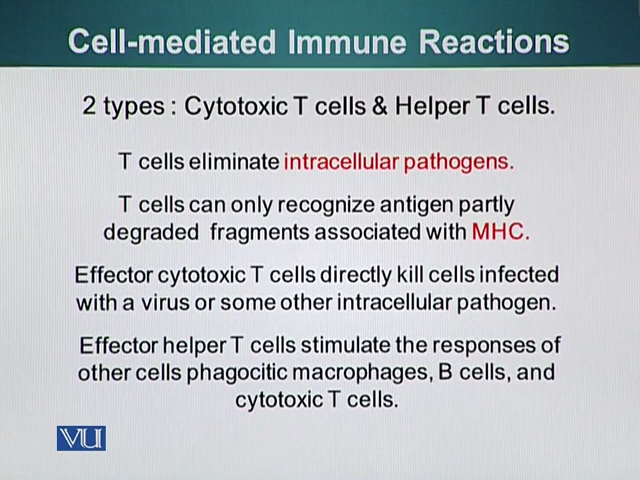 Cell-mediated Immune Reactions
2 types : Cytotoxic T cells & Helper T cells.
T cells eliminate intracellular pathogens.
T cells can only recognize antigen partly
degraded fragments associated with MHC.
Effector cytotoxic T cells directly kill cells infected
with a virus or some other intracellular pathogen.
Effector helper T cells stimulate the responses of
other cells phagocitic macrophages, B cells, and
cytotoxic T cells.
VU